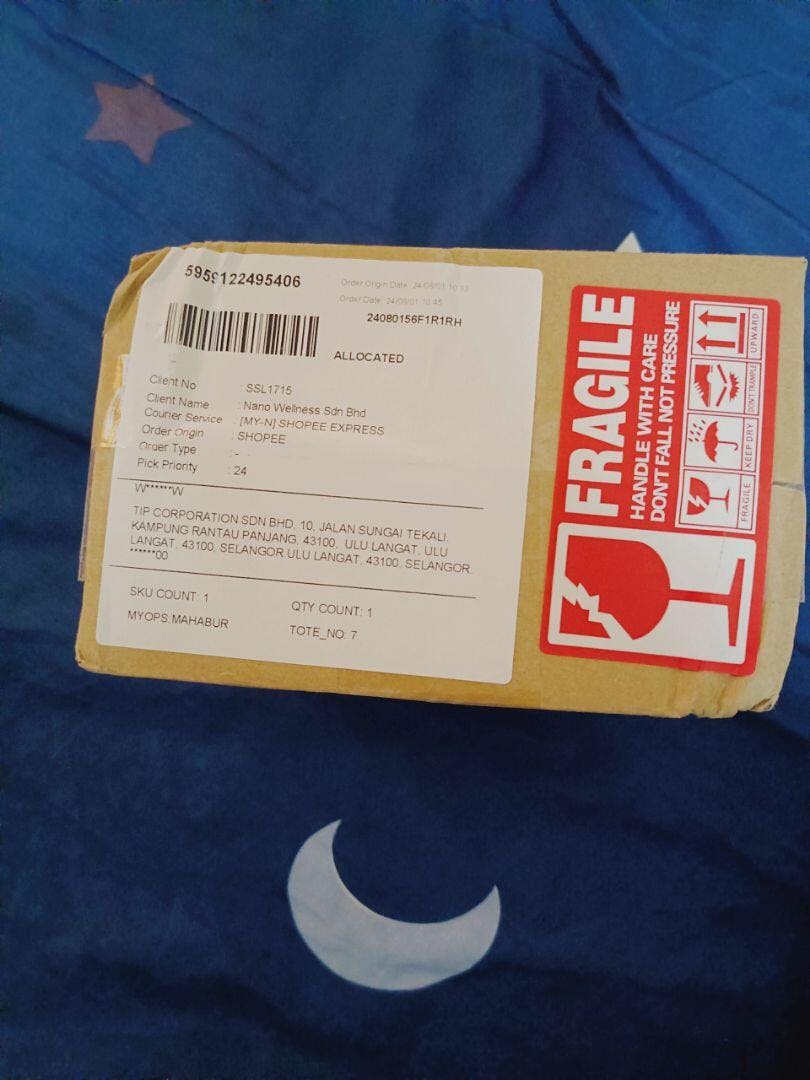 5959122495406
Order Origin Date: 24/08/01 10:13
Order Date: 24/08/01 10:45
24080156F1R1RH
ALLOCATED
Client No : SSL1715
Client Name : Nano Wellness Sdn Bhd
Courier Service : [MY-N] SHOPEE EXPRESS
Order Origin : SHOPEE
Order Type : -
Pick Priority : 24
W******W
TIP CORPORATION SDN BHD. 10, JALAN SUNGAI TEKALI,
KAMPUNG RANTAU PANJANG, 43100, ULU LANGAT, ULU
LANGAT, 43100, SELANGOR ULU LANGAT, 43100, SELANGOR,
******00
SKU COUNT: 1
QTY COUNT: 1
MYOPS:MAHABUR
TOTE_NO: 7
FRAGILE
HANDLE WITH CARE
DON'T FALL NOT PRESSURE
FRAGILE
KEEP DRY
DON'T TRAMPLE
UPWARD